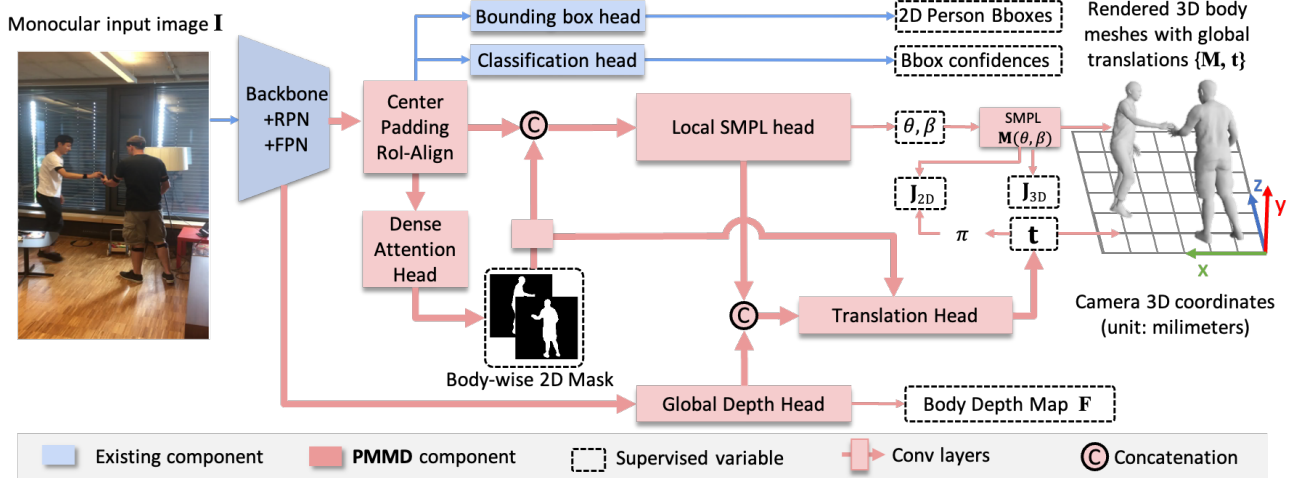 Monocular input image I
Bounding box head
2D Person Bboxes
Classification head
Bbox confidences
Rendered 3D body
meshes with global
translations {M, t}
Backbone
+RPN
+FPN
Center
Padding
RoI-Align
C
Local SMPL head
θ, β
SMPL
M(θ, β)
J2D
J3D
Dense
Attention
Head
π
t
z
y
x
C
Translation Head
Camera 3D coordinates
(unit: milimeters)
Body-wise 2D Mask
Global Depth Head
Body Depth Map F
Existing component
PMMD component
Supervised variable
Conv layers
C Concatenation